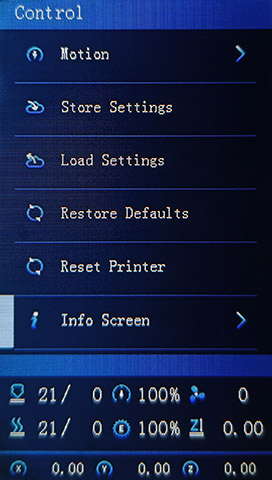 Control
Motion
Store Settings
Load Settings
Restore Defaults
Reset Printer
Info Screen
21/ 0 100% 0
21/ 0 E 100% Z 0.00
X 0.00 Y 0.00 Z 0.00